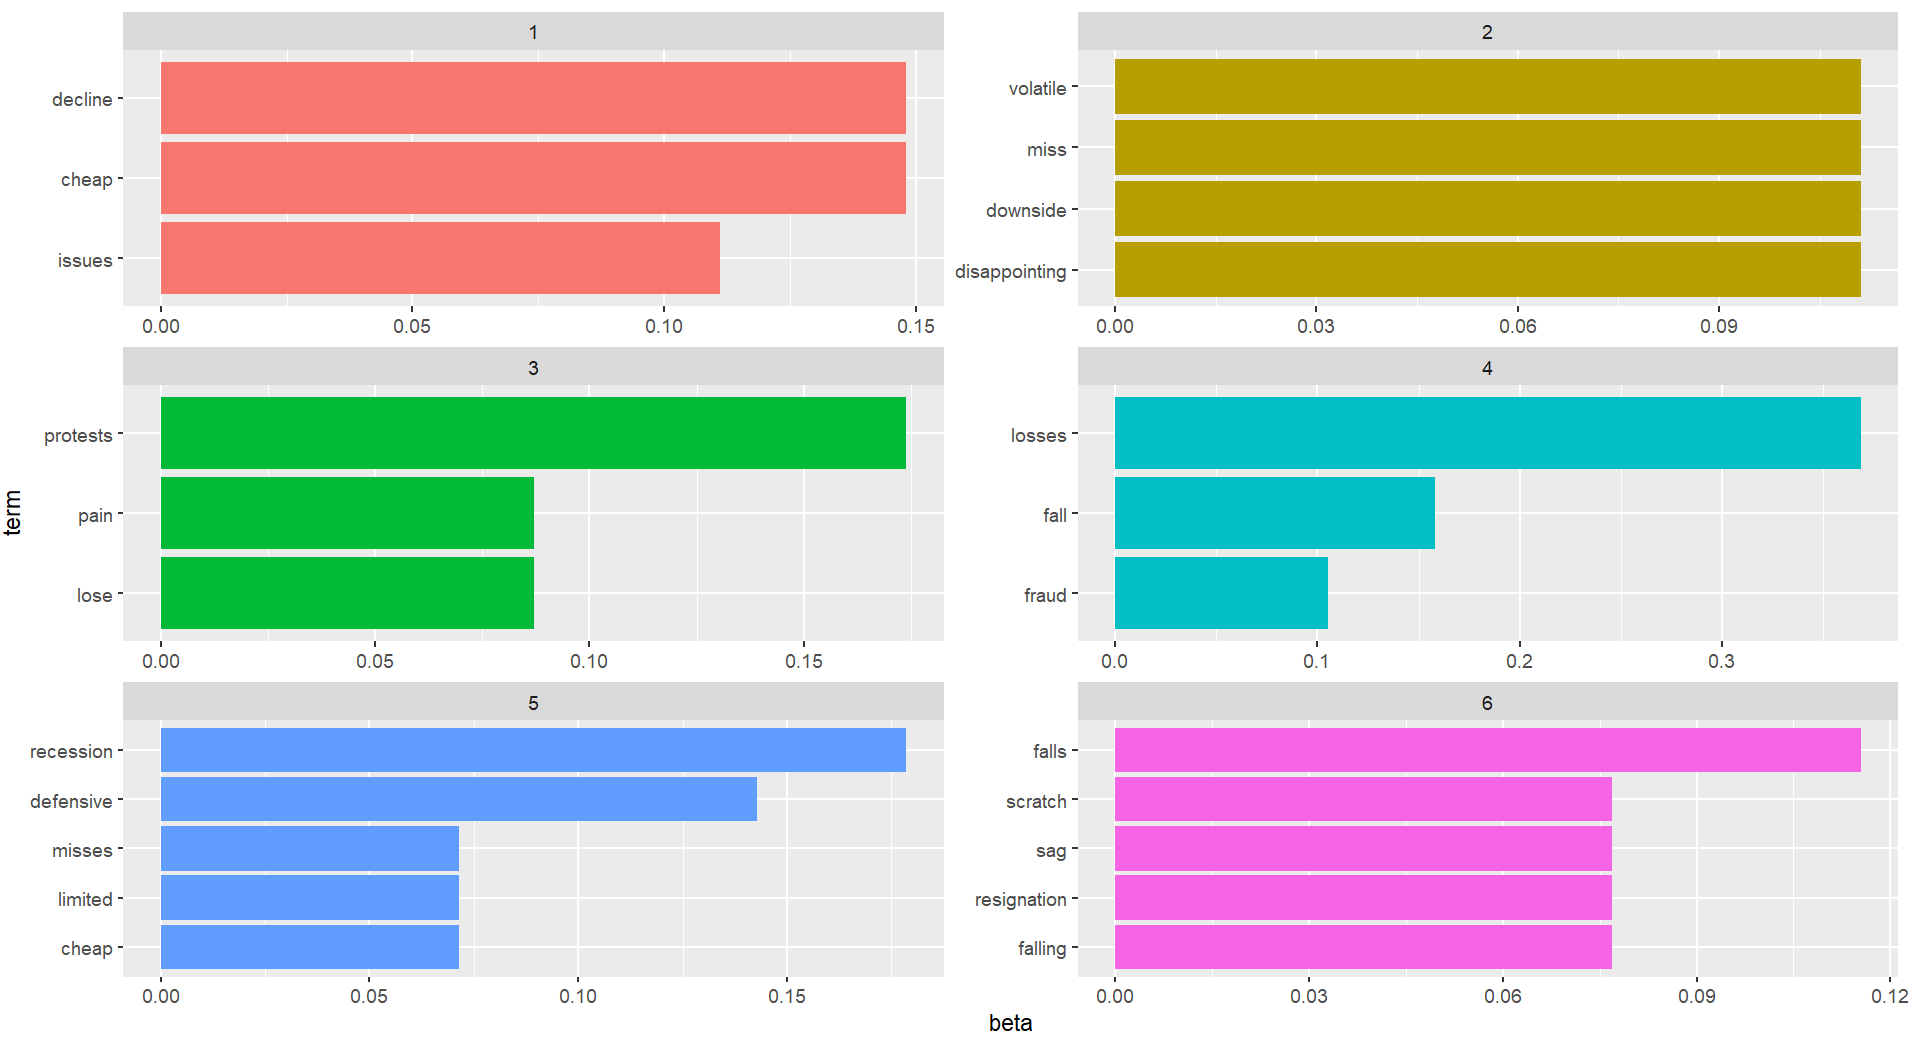 1
decline
cheap
issues
0.00 0.05 0.10 0.15
2
volatile
miss
downside
disappointing
0.00 0.03 0.06 0.09
3
protests
pain
lose
0.00 0.05 0.10 0.15
4
losses
fall
fraud
0.0 0.1 0.2 0.3
5
recession
defensive
misses
limited
cheap
0.00 0.05 0.10 0.15
6
falls
scratch
sag
resignation
falling
0.00 0.03 0.06 0.09 0.12
term
beta